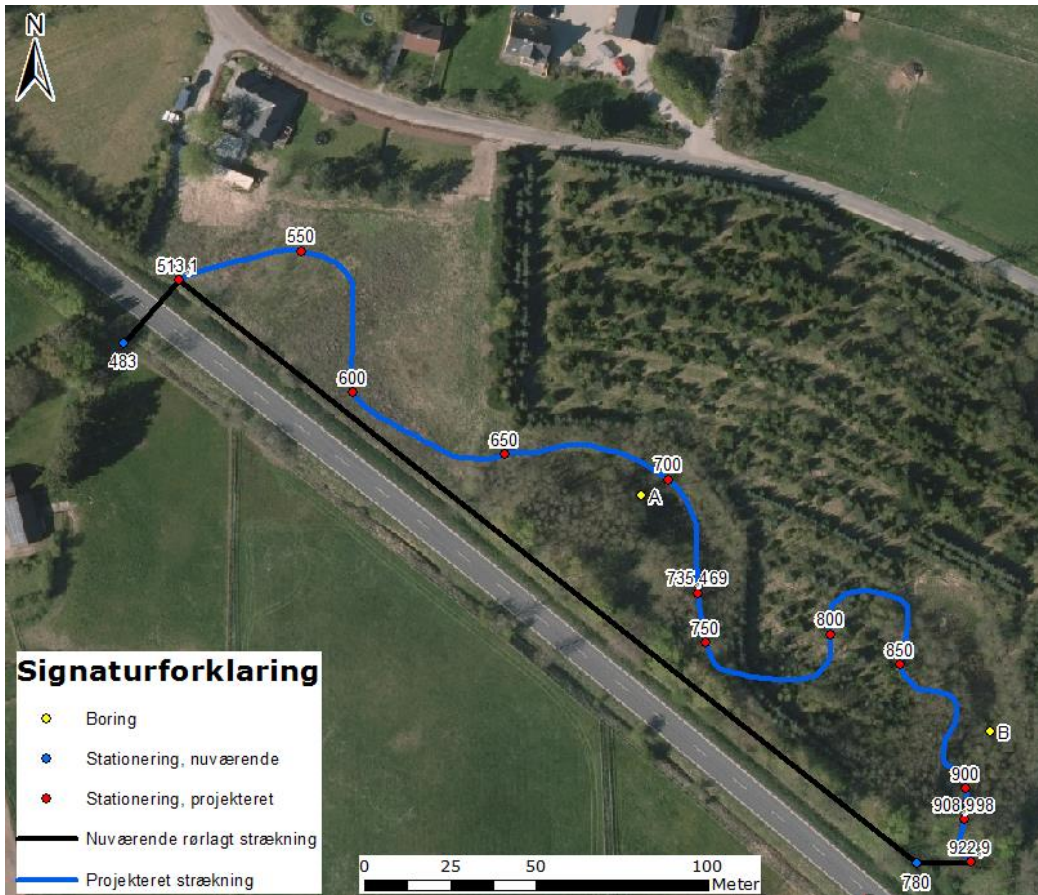 N
550
513,1
483
600
650
700
A
735,469
750
800
850
B
900
908,998
922,9
780
Signaturforklaring
Boring
Stationering, nuværende
Stationering, projekteret
Nuværende rørlagt strækning
Projekteret strækning
0 25 50 100
Meter